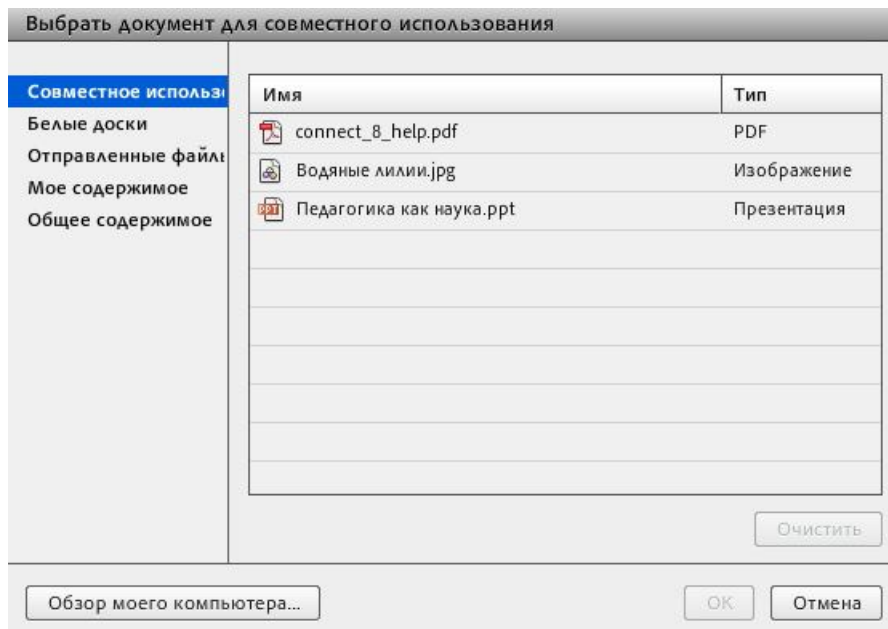 Выбрать документ для совместного использования
Совместное использо
Белые доски
Отправленные файлы
Мое содержимое
Общее содержимое
Имя Тип
connect_8_help.pdf PDF
Водяные лилии.jpg Изображение
Педагогика как наука.ppt Презентация
Очистить
Обзор моего компьютера... OK Отмена